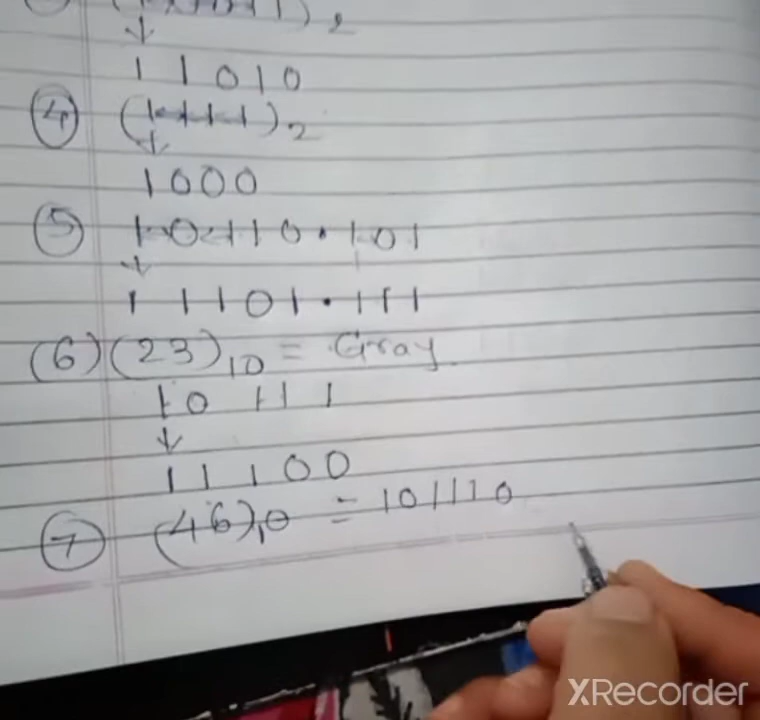 11010
(4) (1111)2
1000
(5) 10110.101
11101.111
(6) (23)10 = Gray
10111
11100
(7) (46)10 = 101110
XRecorder